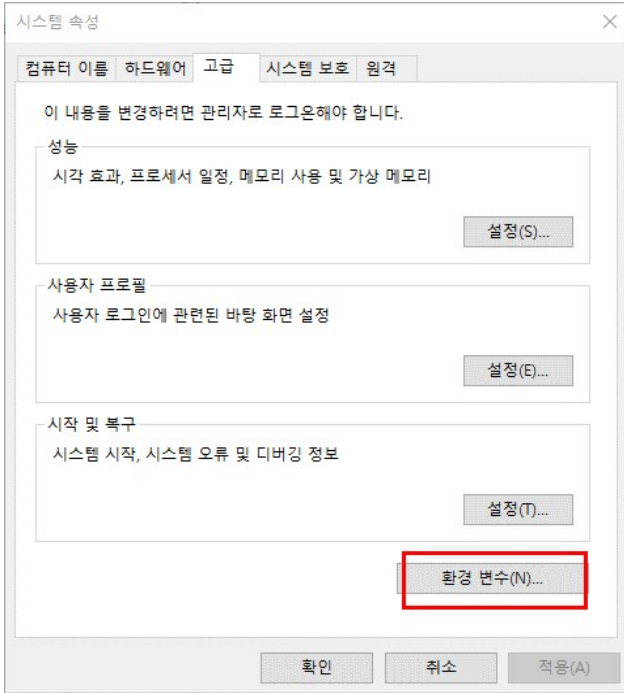 시스템 속성
컴퓨터 이름 하드웨어 고급 시스템 보호 원격
이 내용을 변경하려면 관리자로 로그온해야 합니다.
성능
시각 효과, 프로세서 일정, 메모리 사용 및 가상 메모리
설정(S)...
사용자 프로필
사용자 로그인에 관련된 바탕 화면 설정
설정(E)...
시작 및 복구
시스템 시작, 시스템 오류 및 디버깅 정보
설정(T)...
환경 변수(N)...
확인 취소 적용(A)